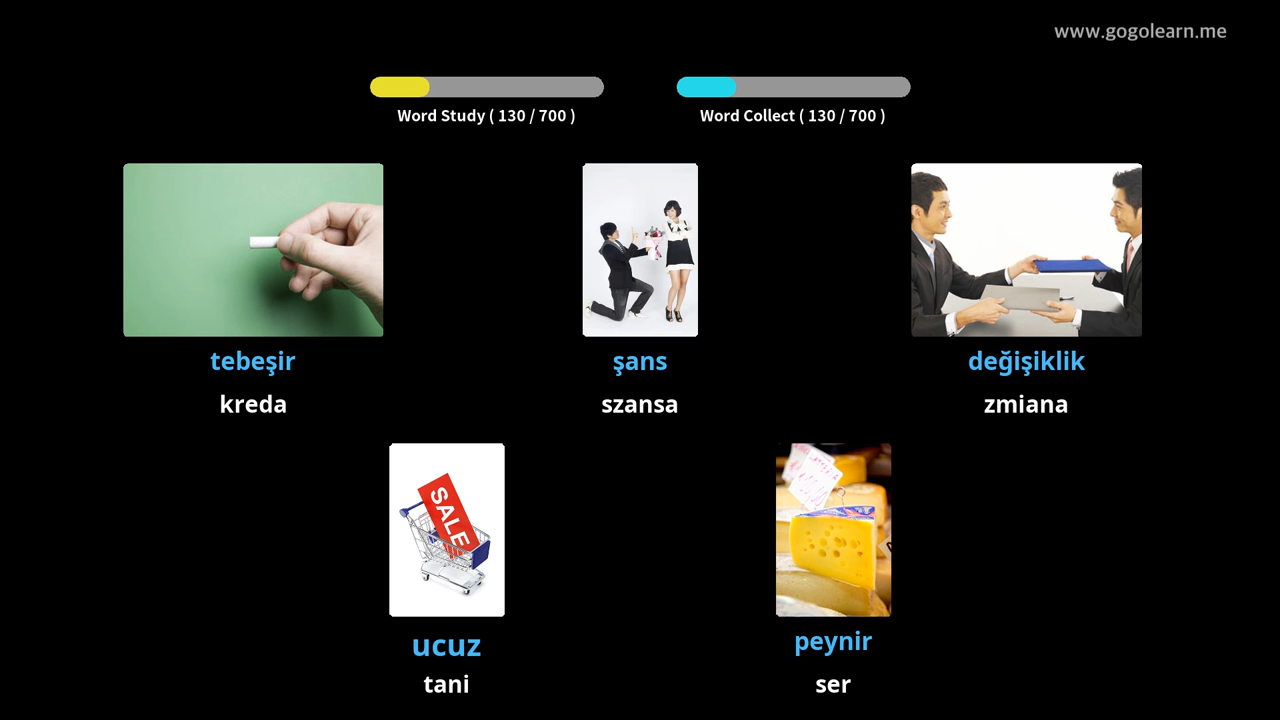 www.gogolearn.me
Word Study ( 130 / 700 )
Word Collect ( 130 / 700 )
tebeşir
şans
değişiklik
kreda
szansa
zmiana
SALE
ucuz
peynir
tani
ser